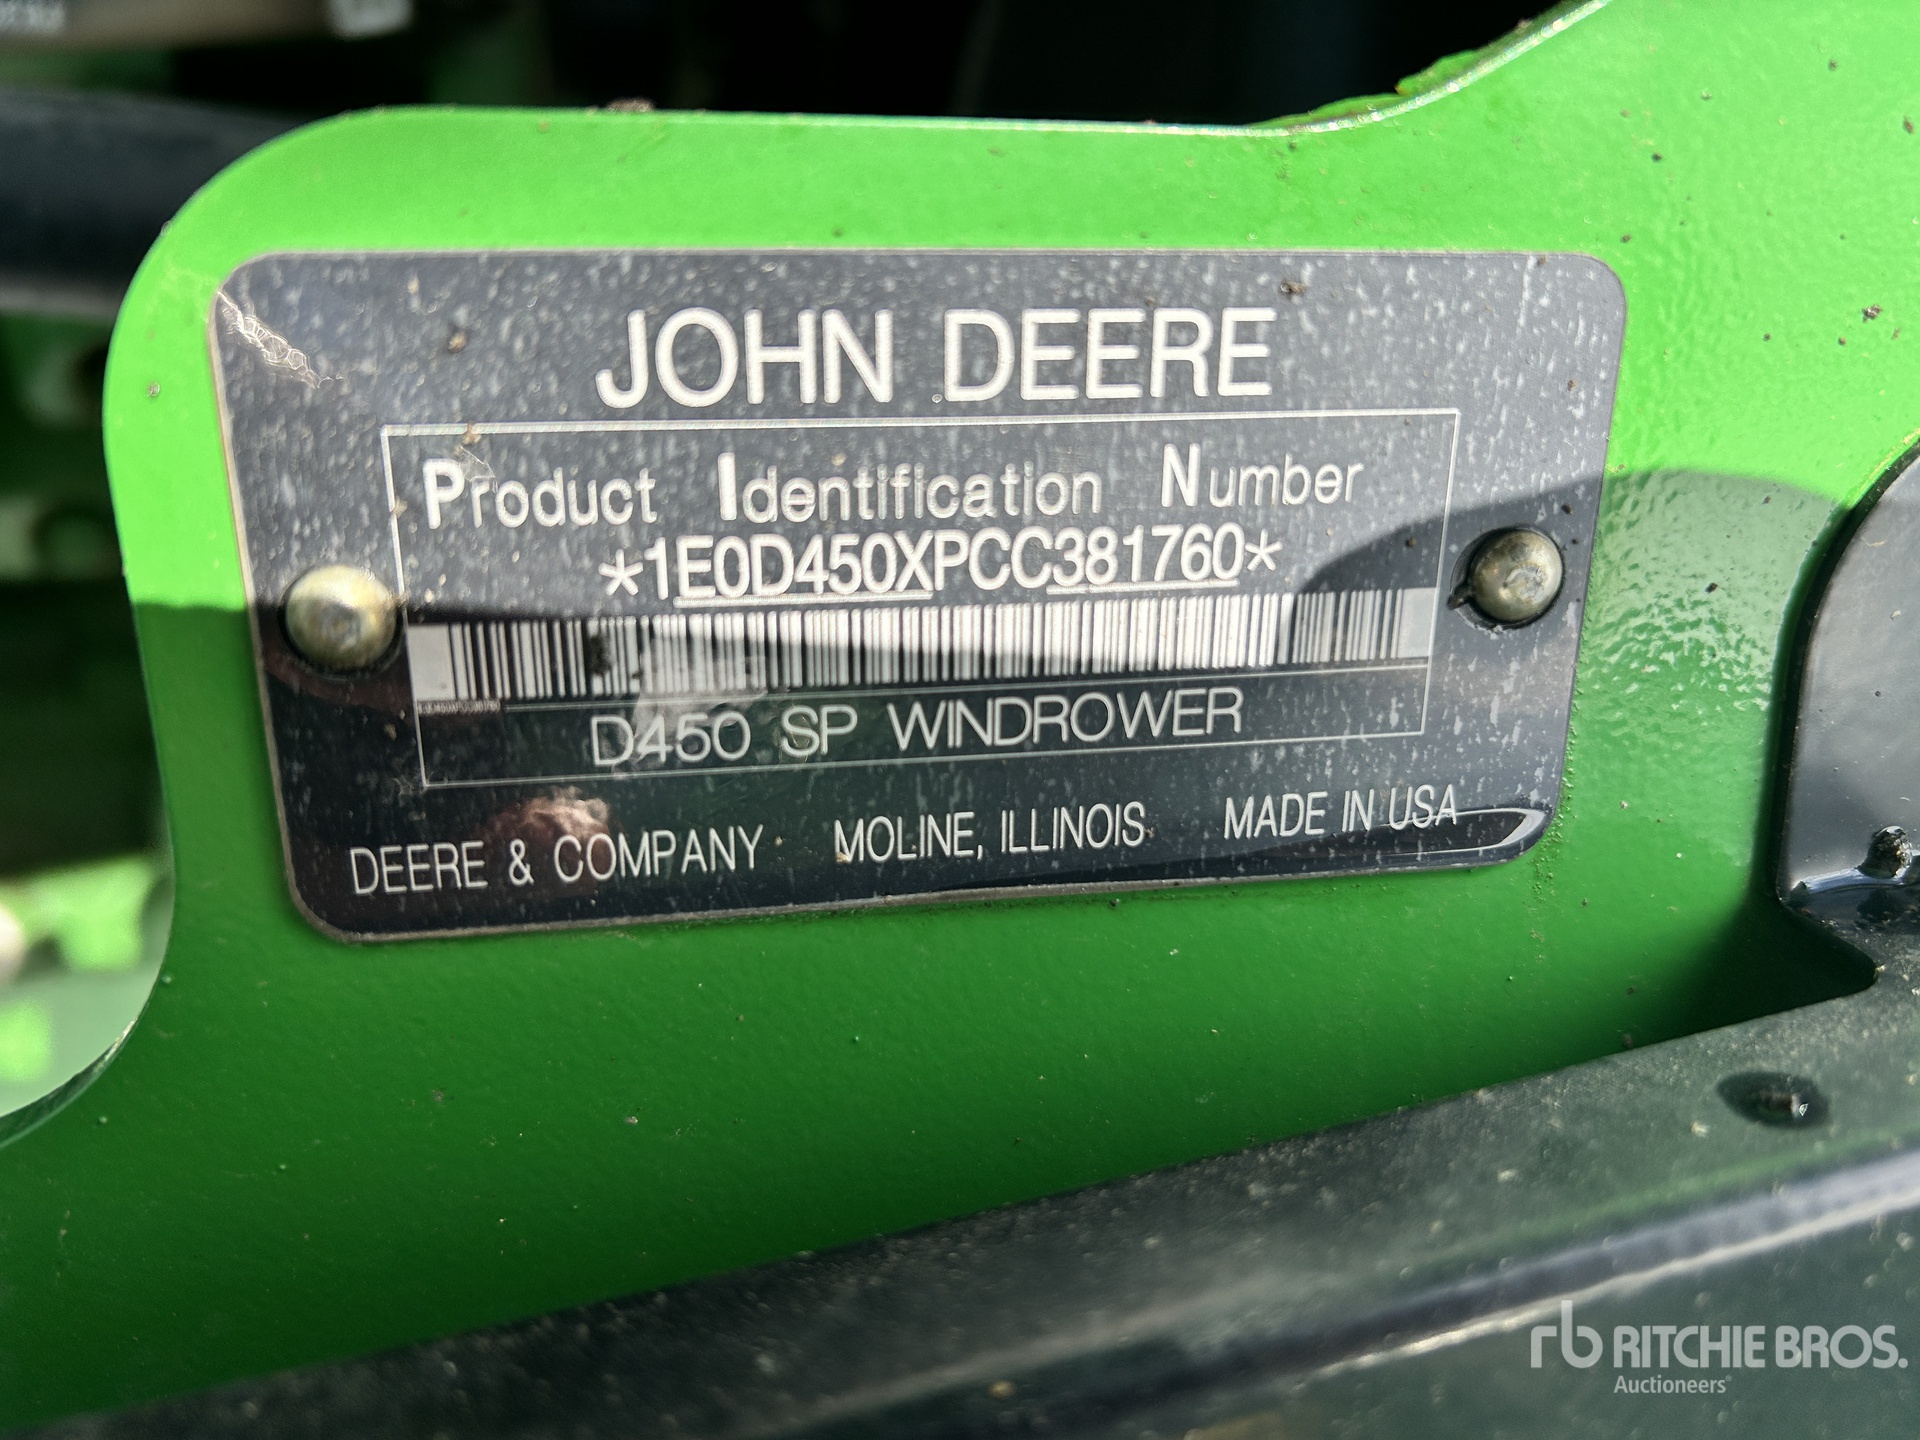 JOHN DEERE
Product Identification Number
*1E0D450XPCC381760*
D450 SP WINDROWER
DEERE & COMPANY MOLINE, ILLINOIS MADE IN USA
rb RITCHIE BROS.
Auctioneers